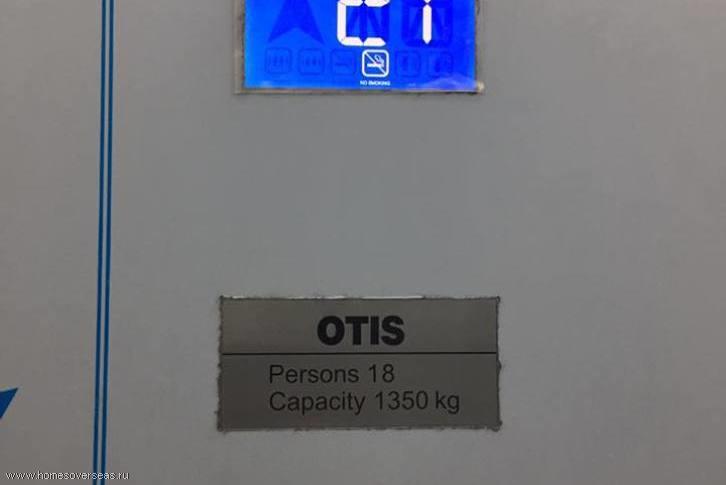 NO SMOKING
OTIS
Persons 18
Capacity 1350 kg
www.homesoverseas.ru